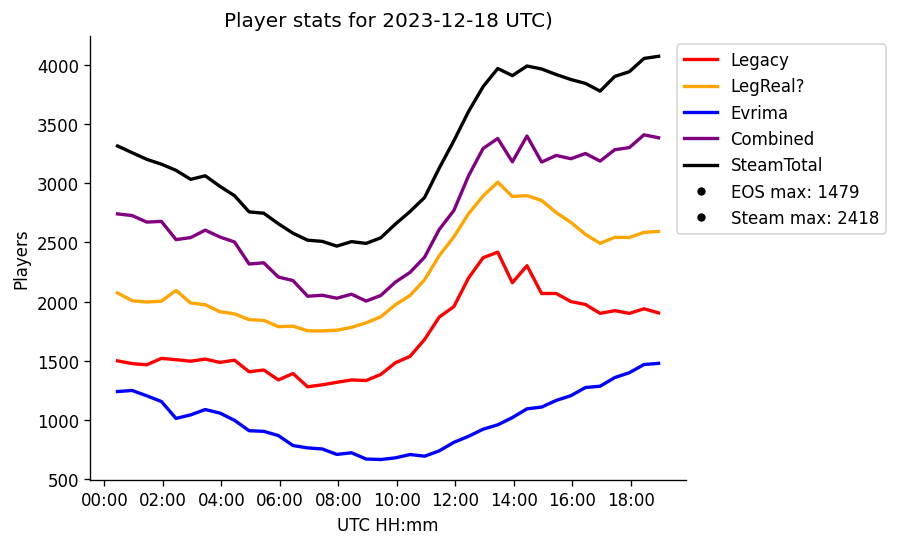 Player stats for 2023-12-18 UTC)
Players
4000
3500
3000
2500
2000
1500
1000
500
00:00 02:00 04:00 06:00 08:00 10:00 12:00 14:00 16:00 18:00
UTC HH:mm
Legacy
LegReal?
Evrima
Combined
SteamTotal
EOS max: 1479
Steam max: 2418